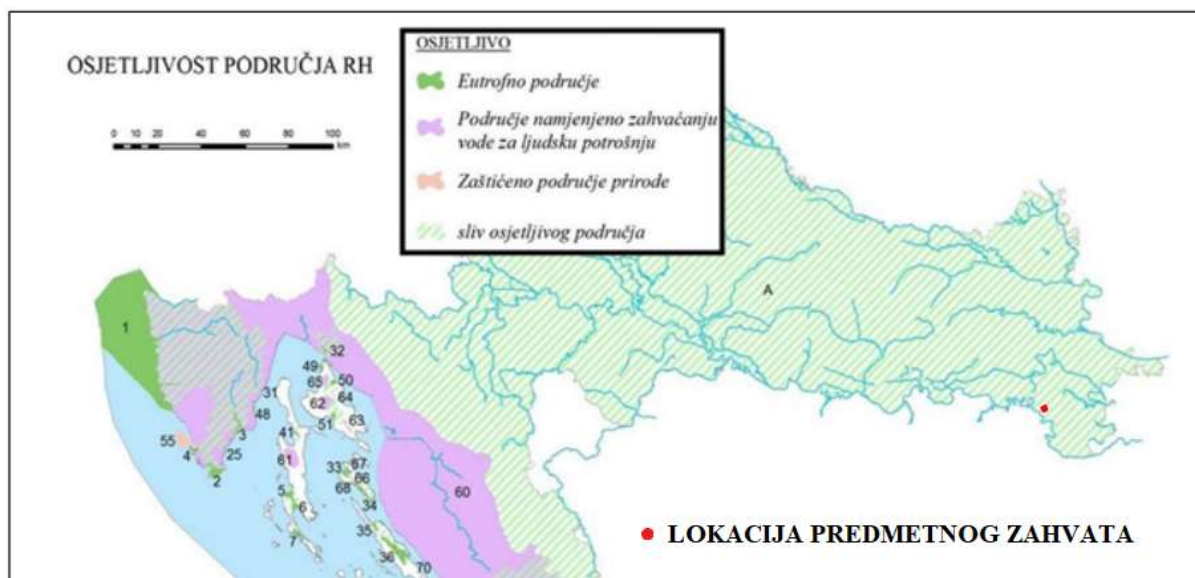 OSJETLJIVOST PODRUČJA RH
0 10 20 40 60 80 100
km
OSJETLJIVO
Eutrofno područje
Područje namjenjeno zahvaćanju
vode za ljudsku potrošnju
Zaštićeno područje prirode
sliv osjetljivog područja
A
1
32
49
65
50
31
62
64
48
51
63
3
41
55
4
25
61
33
67
2
66
68
5
60
6
34
35
7
36
70
LOKACIJA PREDMETNOG ZAHVATA